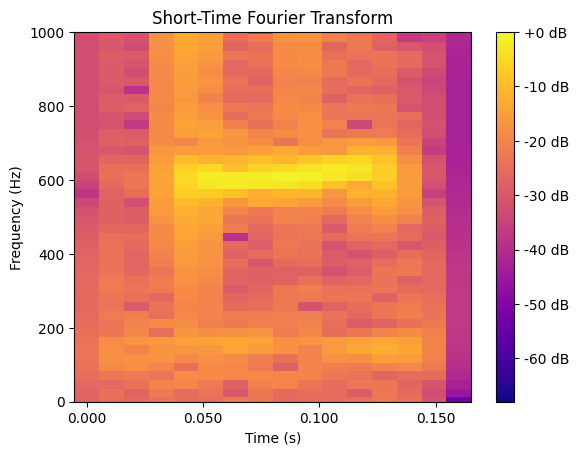 Short-Time Fourier Transform
1000
800
600
400
200
0
Frequency (Hz)
0.000
0.050
0.100
0.150
Time (s)
+0 dB
-10 dB
-20 dB
-30 dB
-40 dB
-50 dB
-60 dB